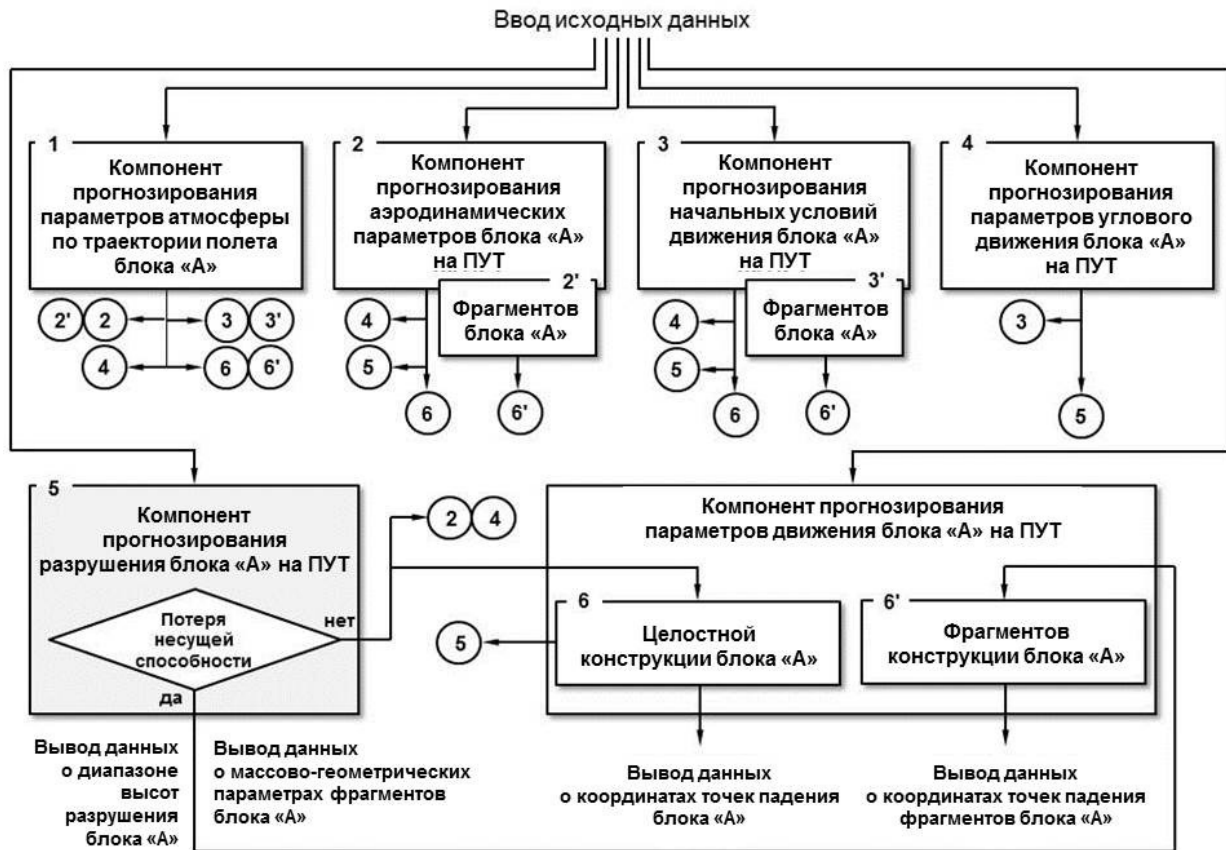 Ввод исходных данных
1
Компонент
прогнозирования
параметров атмосферы
по траектории полета
блока «А»
2' 2
3 3'
4
6 6'
2
Компонент
прогнозирования
аэродинамических
параметров блока «А»
на ПУТ
2'
Фрагментов
блока «А»
4
5
6
6'
3
Компонент
прогнозирования
начальных условий
движения блока «А»
на ПУТ
3'
Фрагментов
блока «А»
4
5
6
6'
4
Компонент
прогнозирования
параметров углового
движения блока «А»
на ПУТ
3
5
5
Компонент
прогнозирования
разрушения блока «А» на ПУТ
Потеря
несущей
способности
нет
да
2 4
Компонент прогнозирования
параметров движения блока «А» на ПУТ
6
Целостной
конструкции блока «А»
5
6'
Фрагментов
конструкции блока «А»
Вывод данных
о диапазоне
высот
разрушения
блока «А»
Вывод данных
о массово-геометрических
параметрах фрагментов
блока «А»
Вывод данных
о координатах точек падения
блока «А»
Вывод данных
о координатах точек падения
фрагментов блока «А»